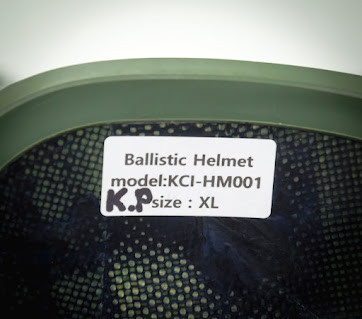 Ballistic Helmet
model:KCI-HM001
K.P size : XL